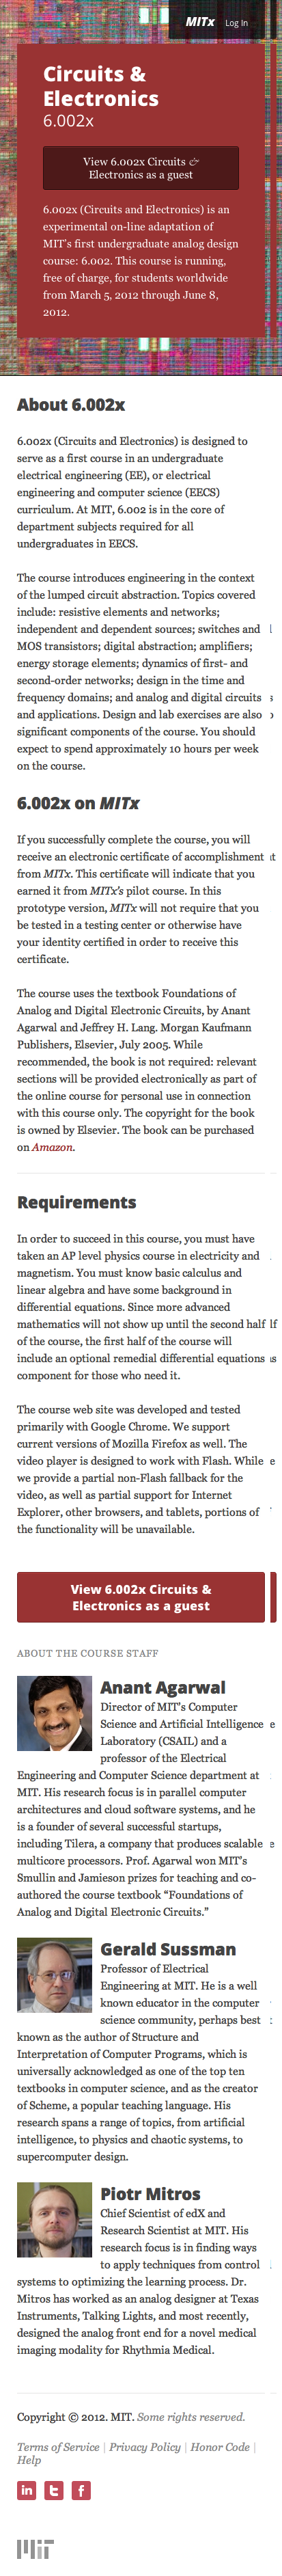 MITx Log In
Circuits &
Electronics
6.002x
View 6.002x Circuits &
Electronics as a guest
6.002x (Circuits and Electronics) is an
experimental on-line adaptation of
MIT's first undergraduate analog design
course: 6.002. This course is running,
free of charge, for students worldwide
from March 5, 2012 through June 8,
2012.
About 6.002x
6.002x (Circuits and Electronics) is designed to
serve as a first course in an undergraduate
electrical engineering (EE), or electrical
engineering and computer science (EECS)
curriculum. At MIT, 6.002 is in the core of
department subjects required for all
undergraduates in EECS.
The course introduces engineering in the context
of the lumped circuit abstraction. Topics covered
include: resistive elements and networks;
independent and dependent sources; switches and
MOS transistors; digital abstraction; amplifiers;
energy storage elements; dynamics of first- and
second-order networks; design in the time and
frequency domains; and analog and digital circuits
and applications. Design and lab exercises are also
significant components of the course. You should
expect to spend approximately 10 hours per week
on the course.
6.002x on MITx
If you successfully complete the course, you will
receive an electronic certificate of accomplishment
from MITx. This certificate will indicate that you
earned it from MITx's pilot course. In this
prototype version, MITx will not require that you
be tested in a testing center or otherwise have
your identity certified in order to receive this
certificate.
The course uses the textbook Foundations of
Analog and Digital Electronic Circuits, by Anant
Agarwal and Jeffrey H. Lang. Morgan Kaufmann
Publishers, Elsevier, July 2005. While
recommended, the book is not required: relevant
sections will be provided electronically as part of
the online course for personal use in connection
with this course only. The copyright for the book
is owned by Elsevier. The book can be purchased
on Amazon.
Requirements
In order to succeed in this course, you must have
taken an AP level physics course in electricity and
magnetism. You must know basic calculus and
linear algebra and have some background in
differential equations. Since more advanced
mathematics will not show up until the second half
of the course, the first half of the course will
include an optional remedial differential equations
component for those who need it.
The course web site was developed and tested
primarily with Google Chrome. We support
current versions of Mozilla Firefox as well. The
video player is designed to work with Flash. While
we provide a partial non-Flash fallback for the
video, as well as partial support for Internet
Explorer, other browsers, and tablets, portions of
the functionality will be unavailable.
View 6.002x Circuits &
Electronics as a guest
ABOUT THE COURSE STAFF
Anant Agarwal
Director of MIT's Computer
Science and Artificial Intelligence
Laboratory (CSAIL) and a
professor of the Electrical
Engineering and Computer Science department at
MIT. His research focus is in parallel computer
architectures and cloud software systems, and he
is a founder of several successful startups,
including Tilera, a company that produces scalable
multicore processors. Prof. Agarwal won MIT's
Smullin and Jamieson prizes for teaching and co-
authored the course textbook “Foundations of
Analog and Digital Electronic Circuits.”
Gerald Sussman
Professor of Electrical
Engineering at MIT. He is a well
known educator in the computer
science community, perhaps best
known as the author of Structure and
Interpretation of Computer Programs, which is
universally acknowledged as one of the top ten
textbooks in computer science, and as the creator
of Scheme, a popular teaching language. His
research spans a range of topics, from artificial
intelligence, to physics and chaotic systems, to
supercomputer design.
Piotr Mitros
Chief Scientist of edX and
Research Scientist at MIT. His
research focus is in finding ways
to apply techniques from control
systems to optimizing the learning process. Dr.
Mitros has worked as an analog designer at Texas
Instruments, Talking Lights, and most recently,
designed the analog front end for a novel medical
imaging modality for Rhythmia Medical.
Copyright © 2012. MIT. Some rights reserved.
Terms of Service | Privacy Policy | Honor Code |
Help
in t f
MIT